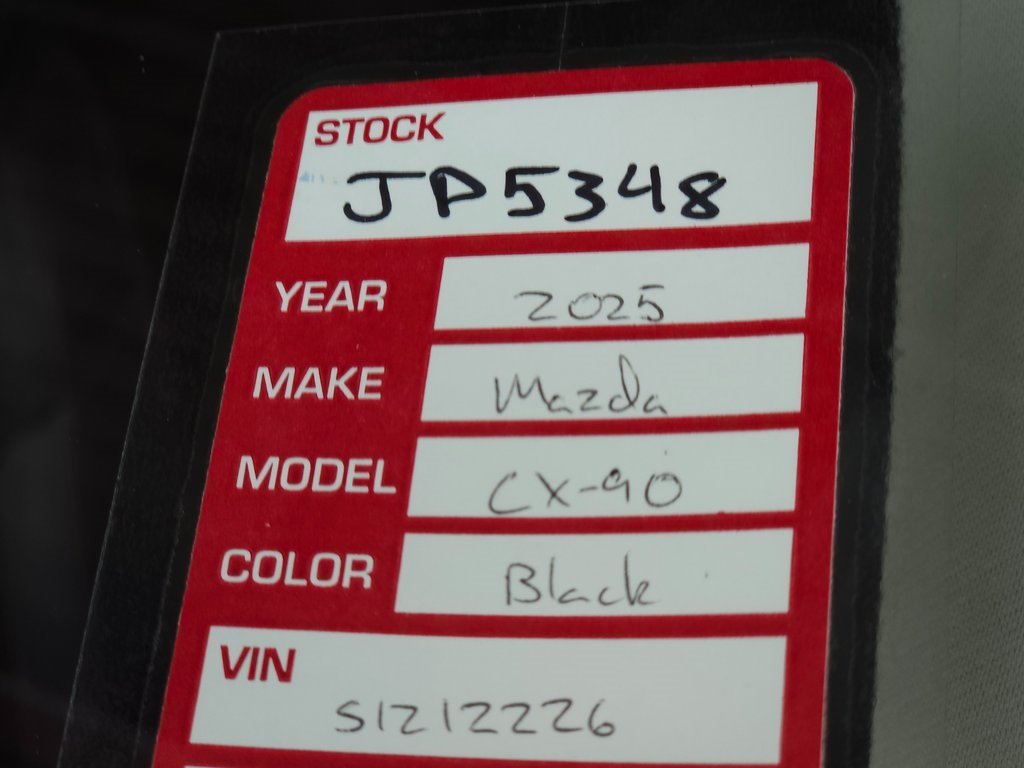 STOCK
JP5348
YEAR 2025
MAKE Mazda
MODEL CX-90
COLOR Black
VIN
S1212226